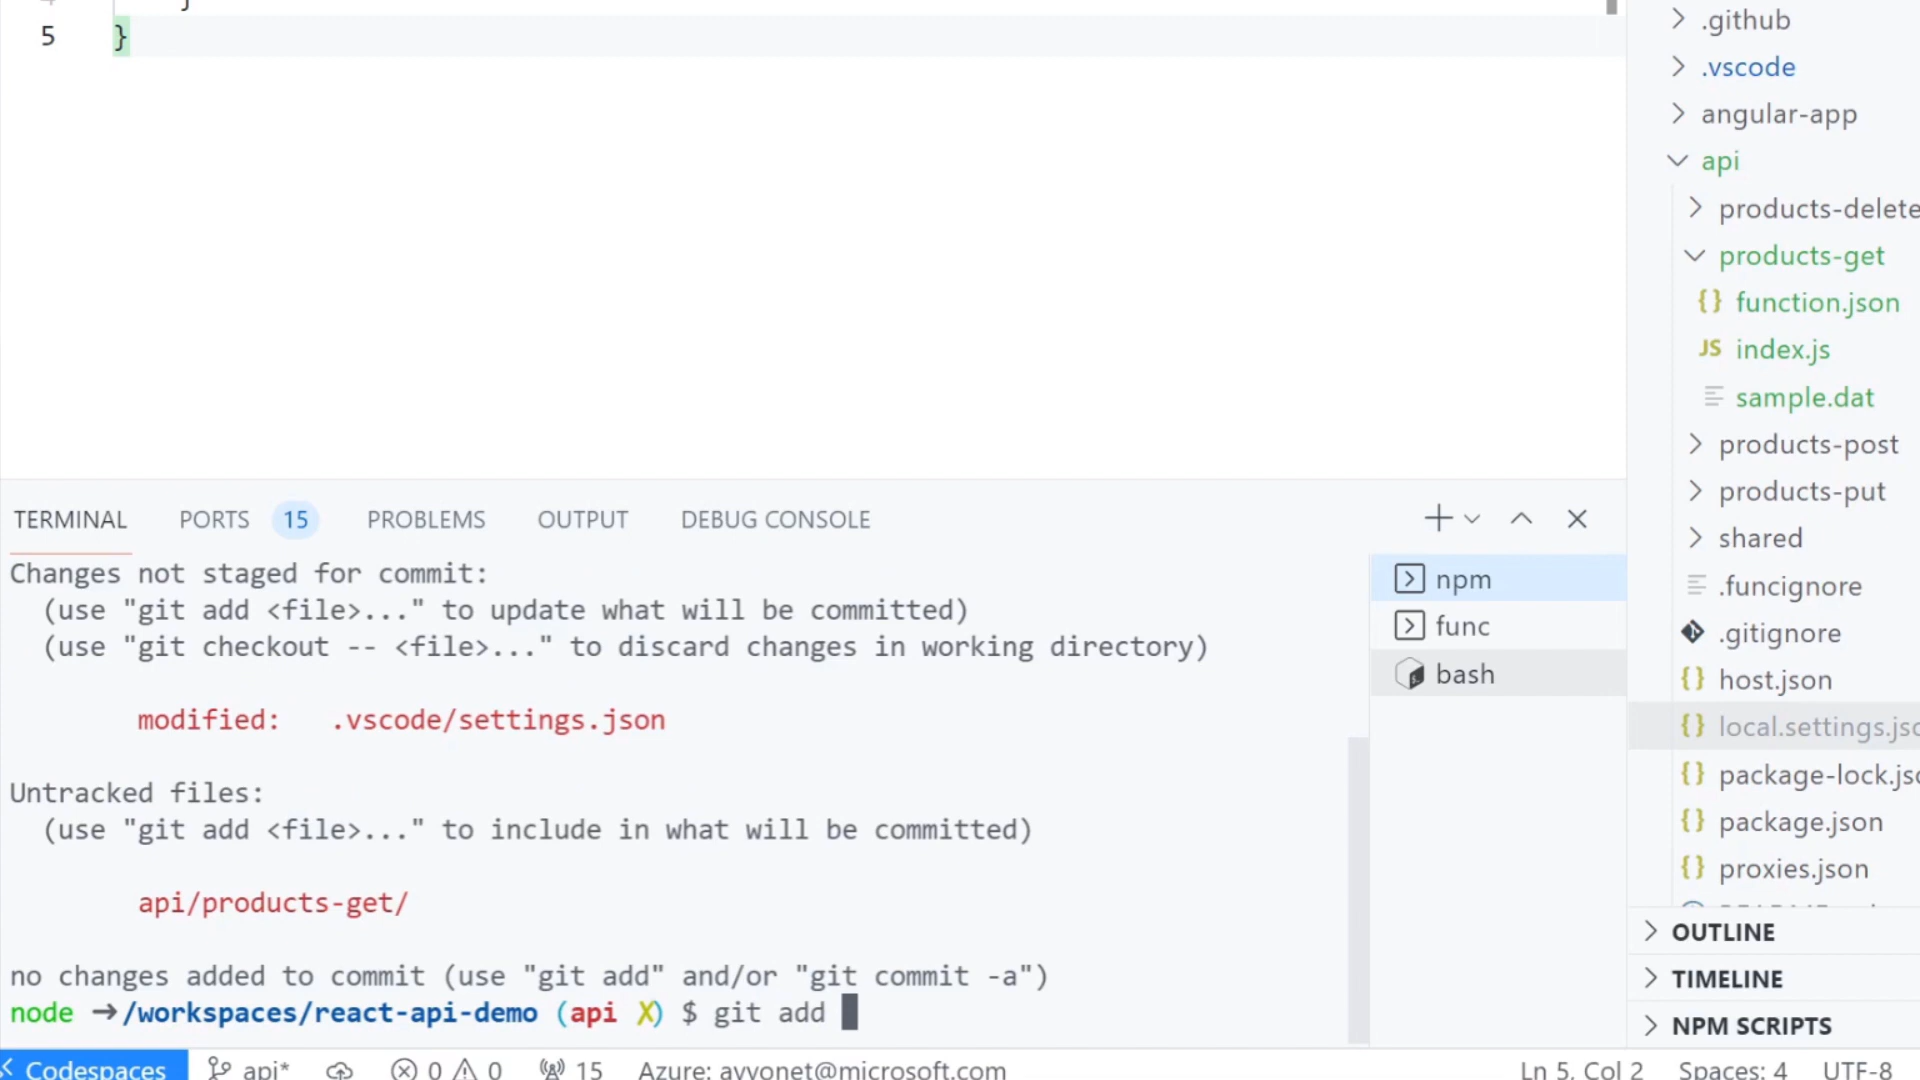 5 }
TERMINAL PORTS 15 PROBLEMS OUTPUT DEBUG CONSOLE
Changes not staged for commit:
(use "git add <file>..." to update what will be committed)
(use "git checkout -- <file>..." to discard changes in working directory)
modified: .vscode/settings.json
Untracked files:
(use "git add <file>..." to include in what will be committed)
api/products-get/
no changes added to commit (use "git add" and/or "git commit -a")
node ➔/workspaces/react-api-demo (api X) $ git add
npm
func
bash
.github
.vscode
angular-app
api
products-delete
products-get
{} function.json
JS index.js
sample.dat
products-post
products-put
shared
.funcignore
.gitignore
{} host.json
{} local.settings.jso
{} package-lock.jso
{} package.json
{} proxies.json
OUTLINE
TIMELINE
NPM SCRIPTS
Codespaces api* 0 0 15 Azure: ayyonet@microsoft.com Ln 5, Col 2 Spaces: 4 UTF-8